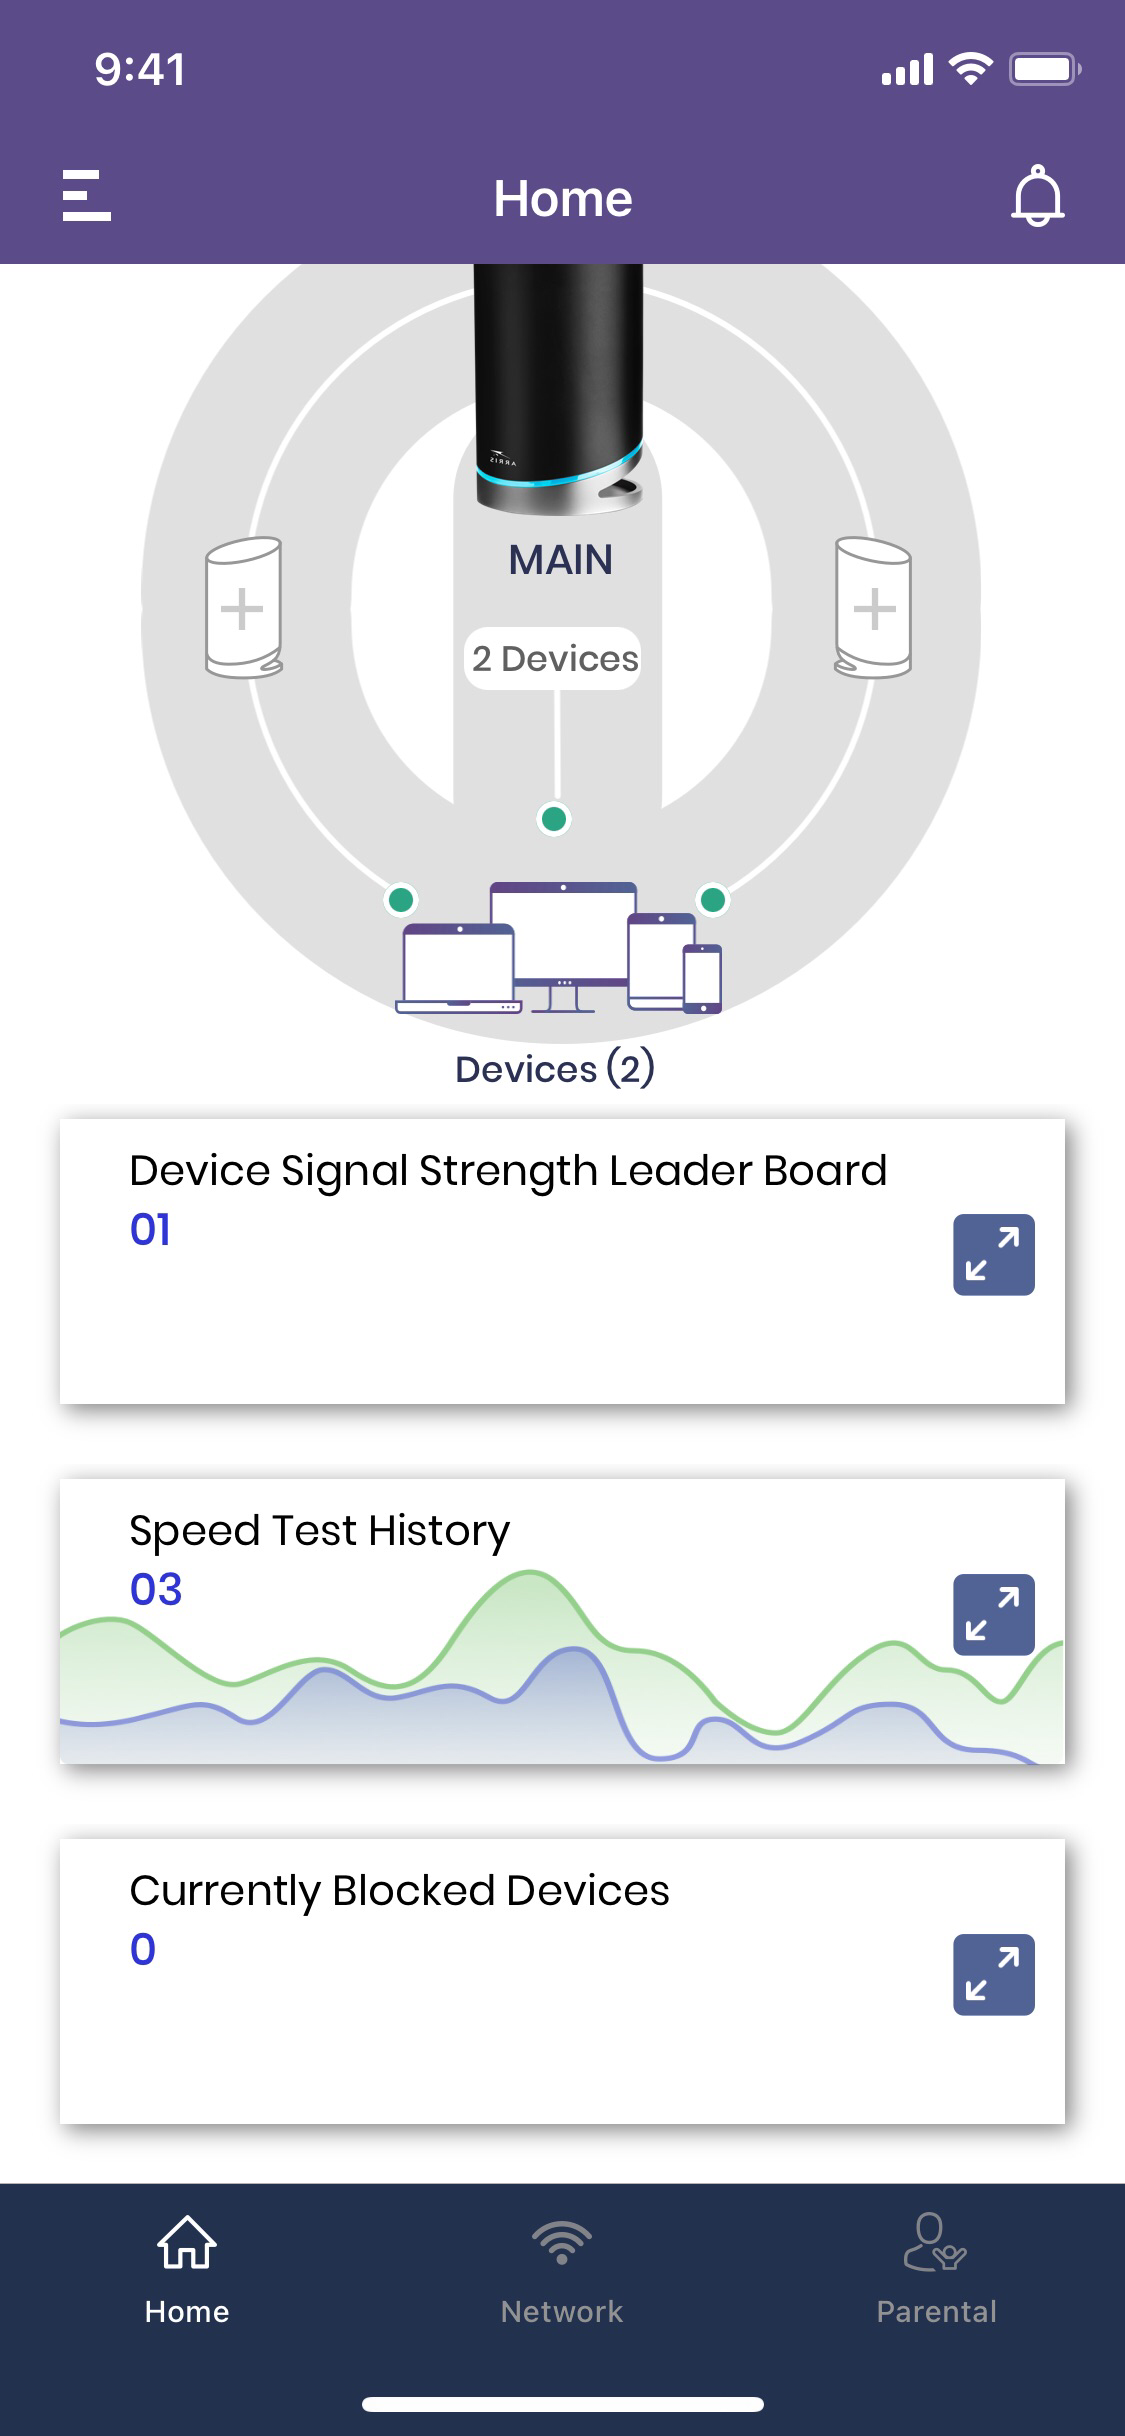 9:41
Home
ARRIS
MAIN
2 Devices
Devices (2)
Device Signal Strength Leader Board
01
Speed Test History
03
Currently Blocked Devices
0
Home
Network
Parental